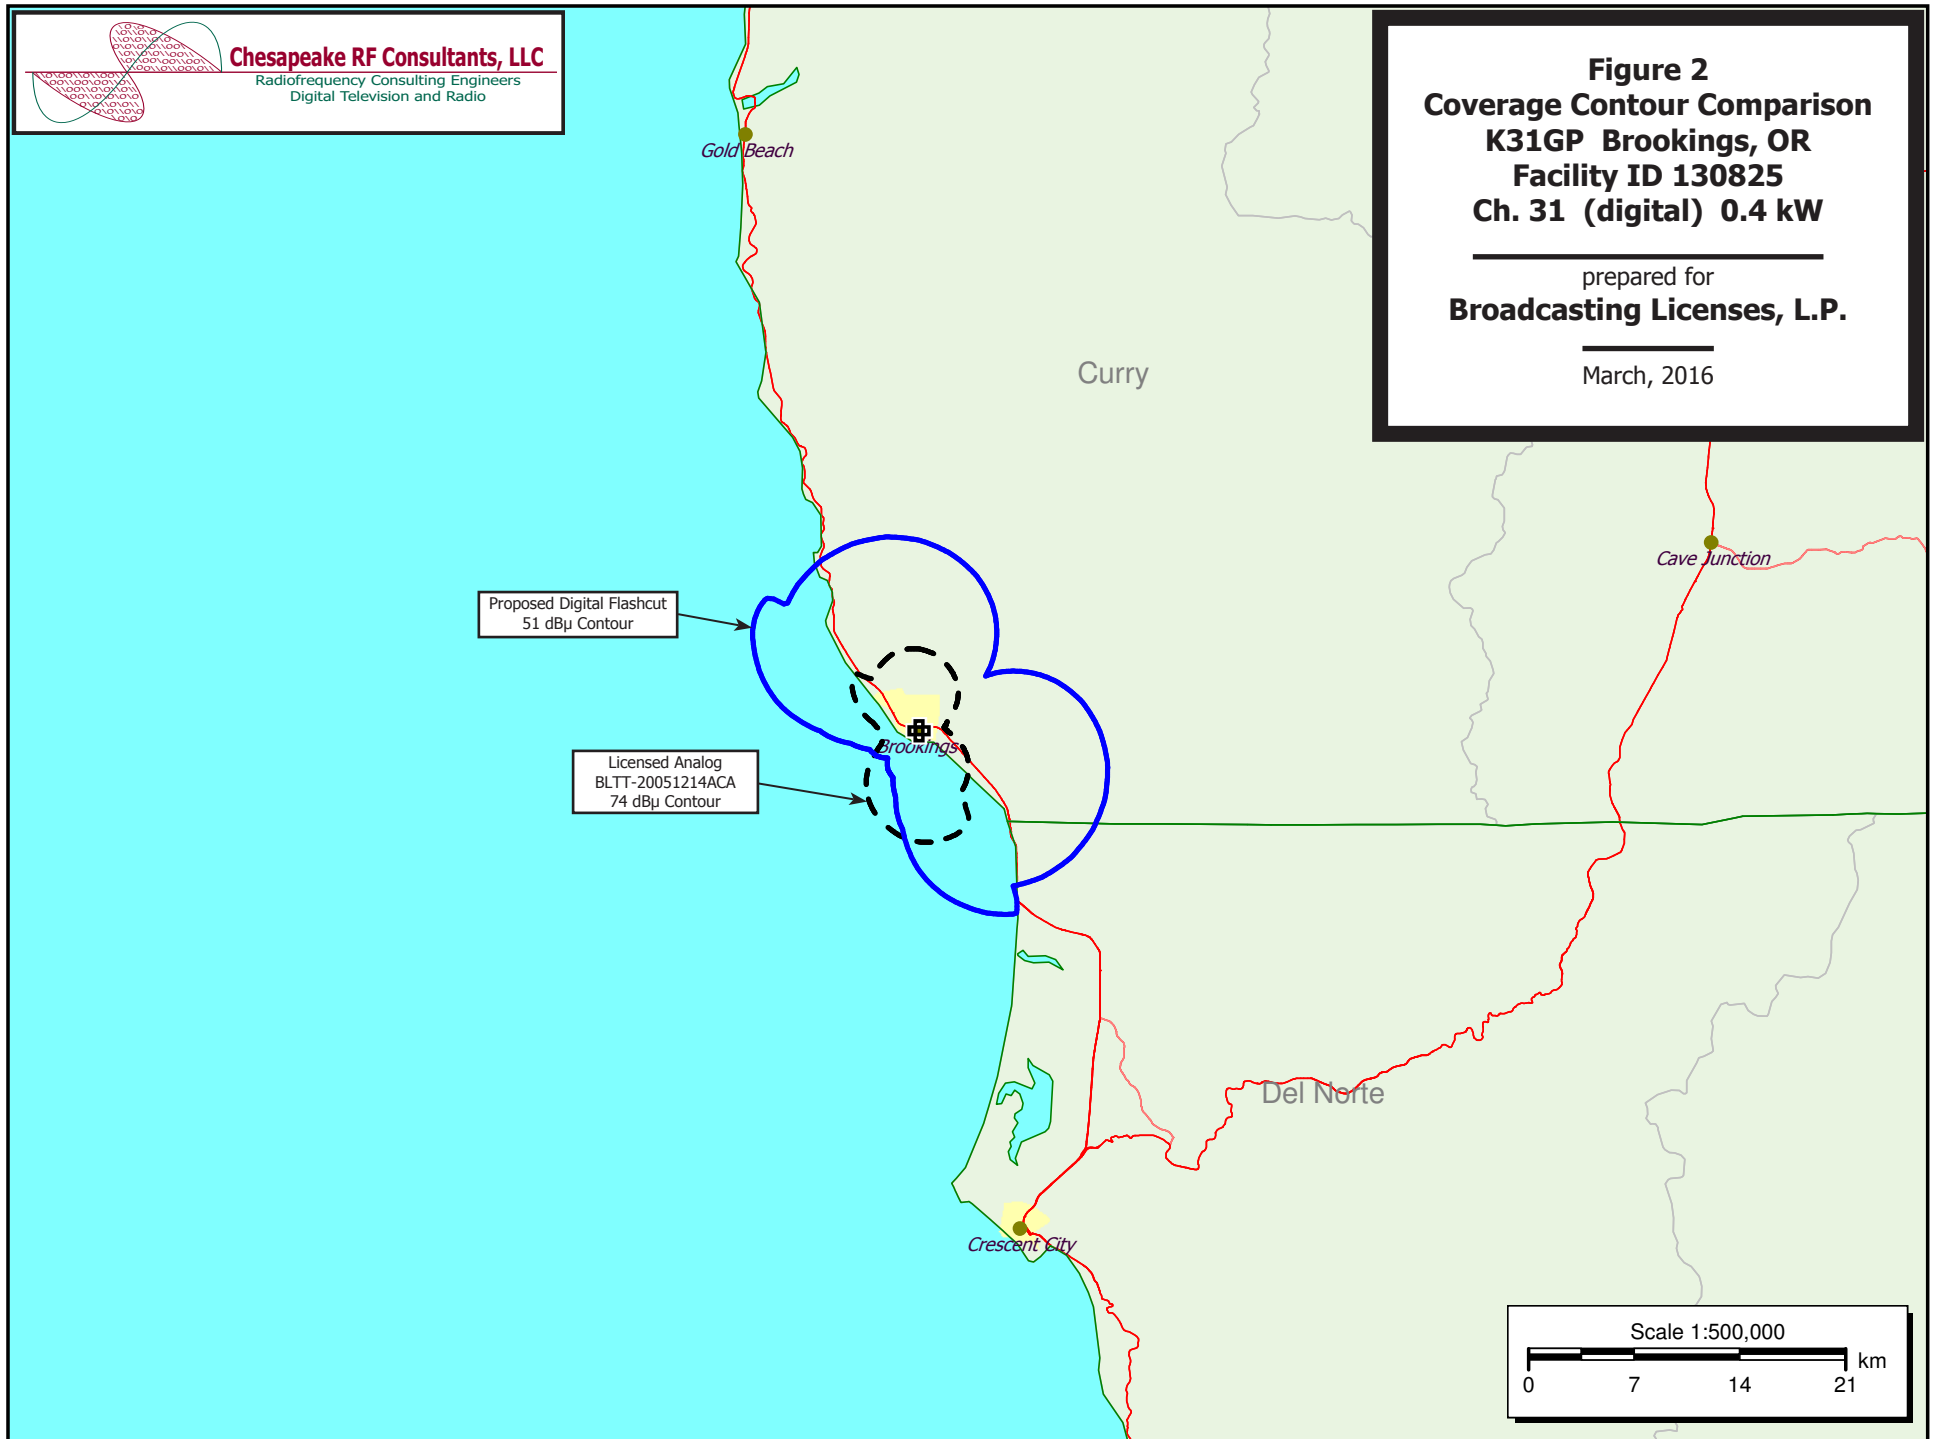 Chesapeake RF Consultants, LLC
Radiofrequency Consulting Engineers
Digital Television and Radio
Figure 2
Coverage Contour Comparison
K31GP Brookings, OR
Facility ID 130825
Ch. 31 (digital) 0.4 kW
prepared for
Broadcasting Licenses, L.P.
March, 2016
Gold Beach
Curry
Cave Junction
Proposed Digital Flashcut
51 dBµ Contour
Brookings
Licensed Analog
BLTT-20051214ACA
74 dBµ Contour
Del Norte
Crescent City
Scale 1:500,000
km
0 7 14 21